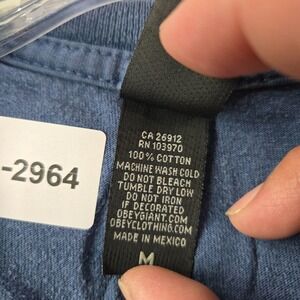 CA 26912
RN 103970
100% COTTON
MACHINE WASH COLD
DO NOT BLEACH
TUMBLE DRY LOW
DO NOT IRON
IF DECORATED
OBEYGIANT.COM
OBEYCLOTHING.COM
MADE IN MEXICO
M
-2964